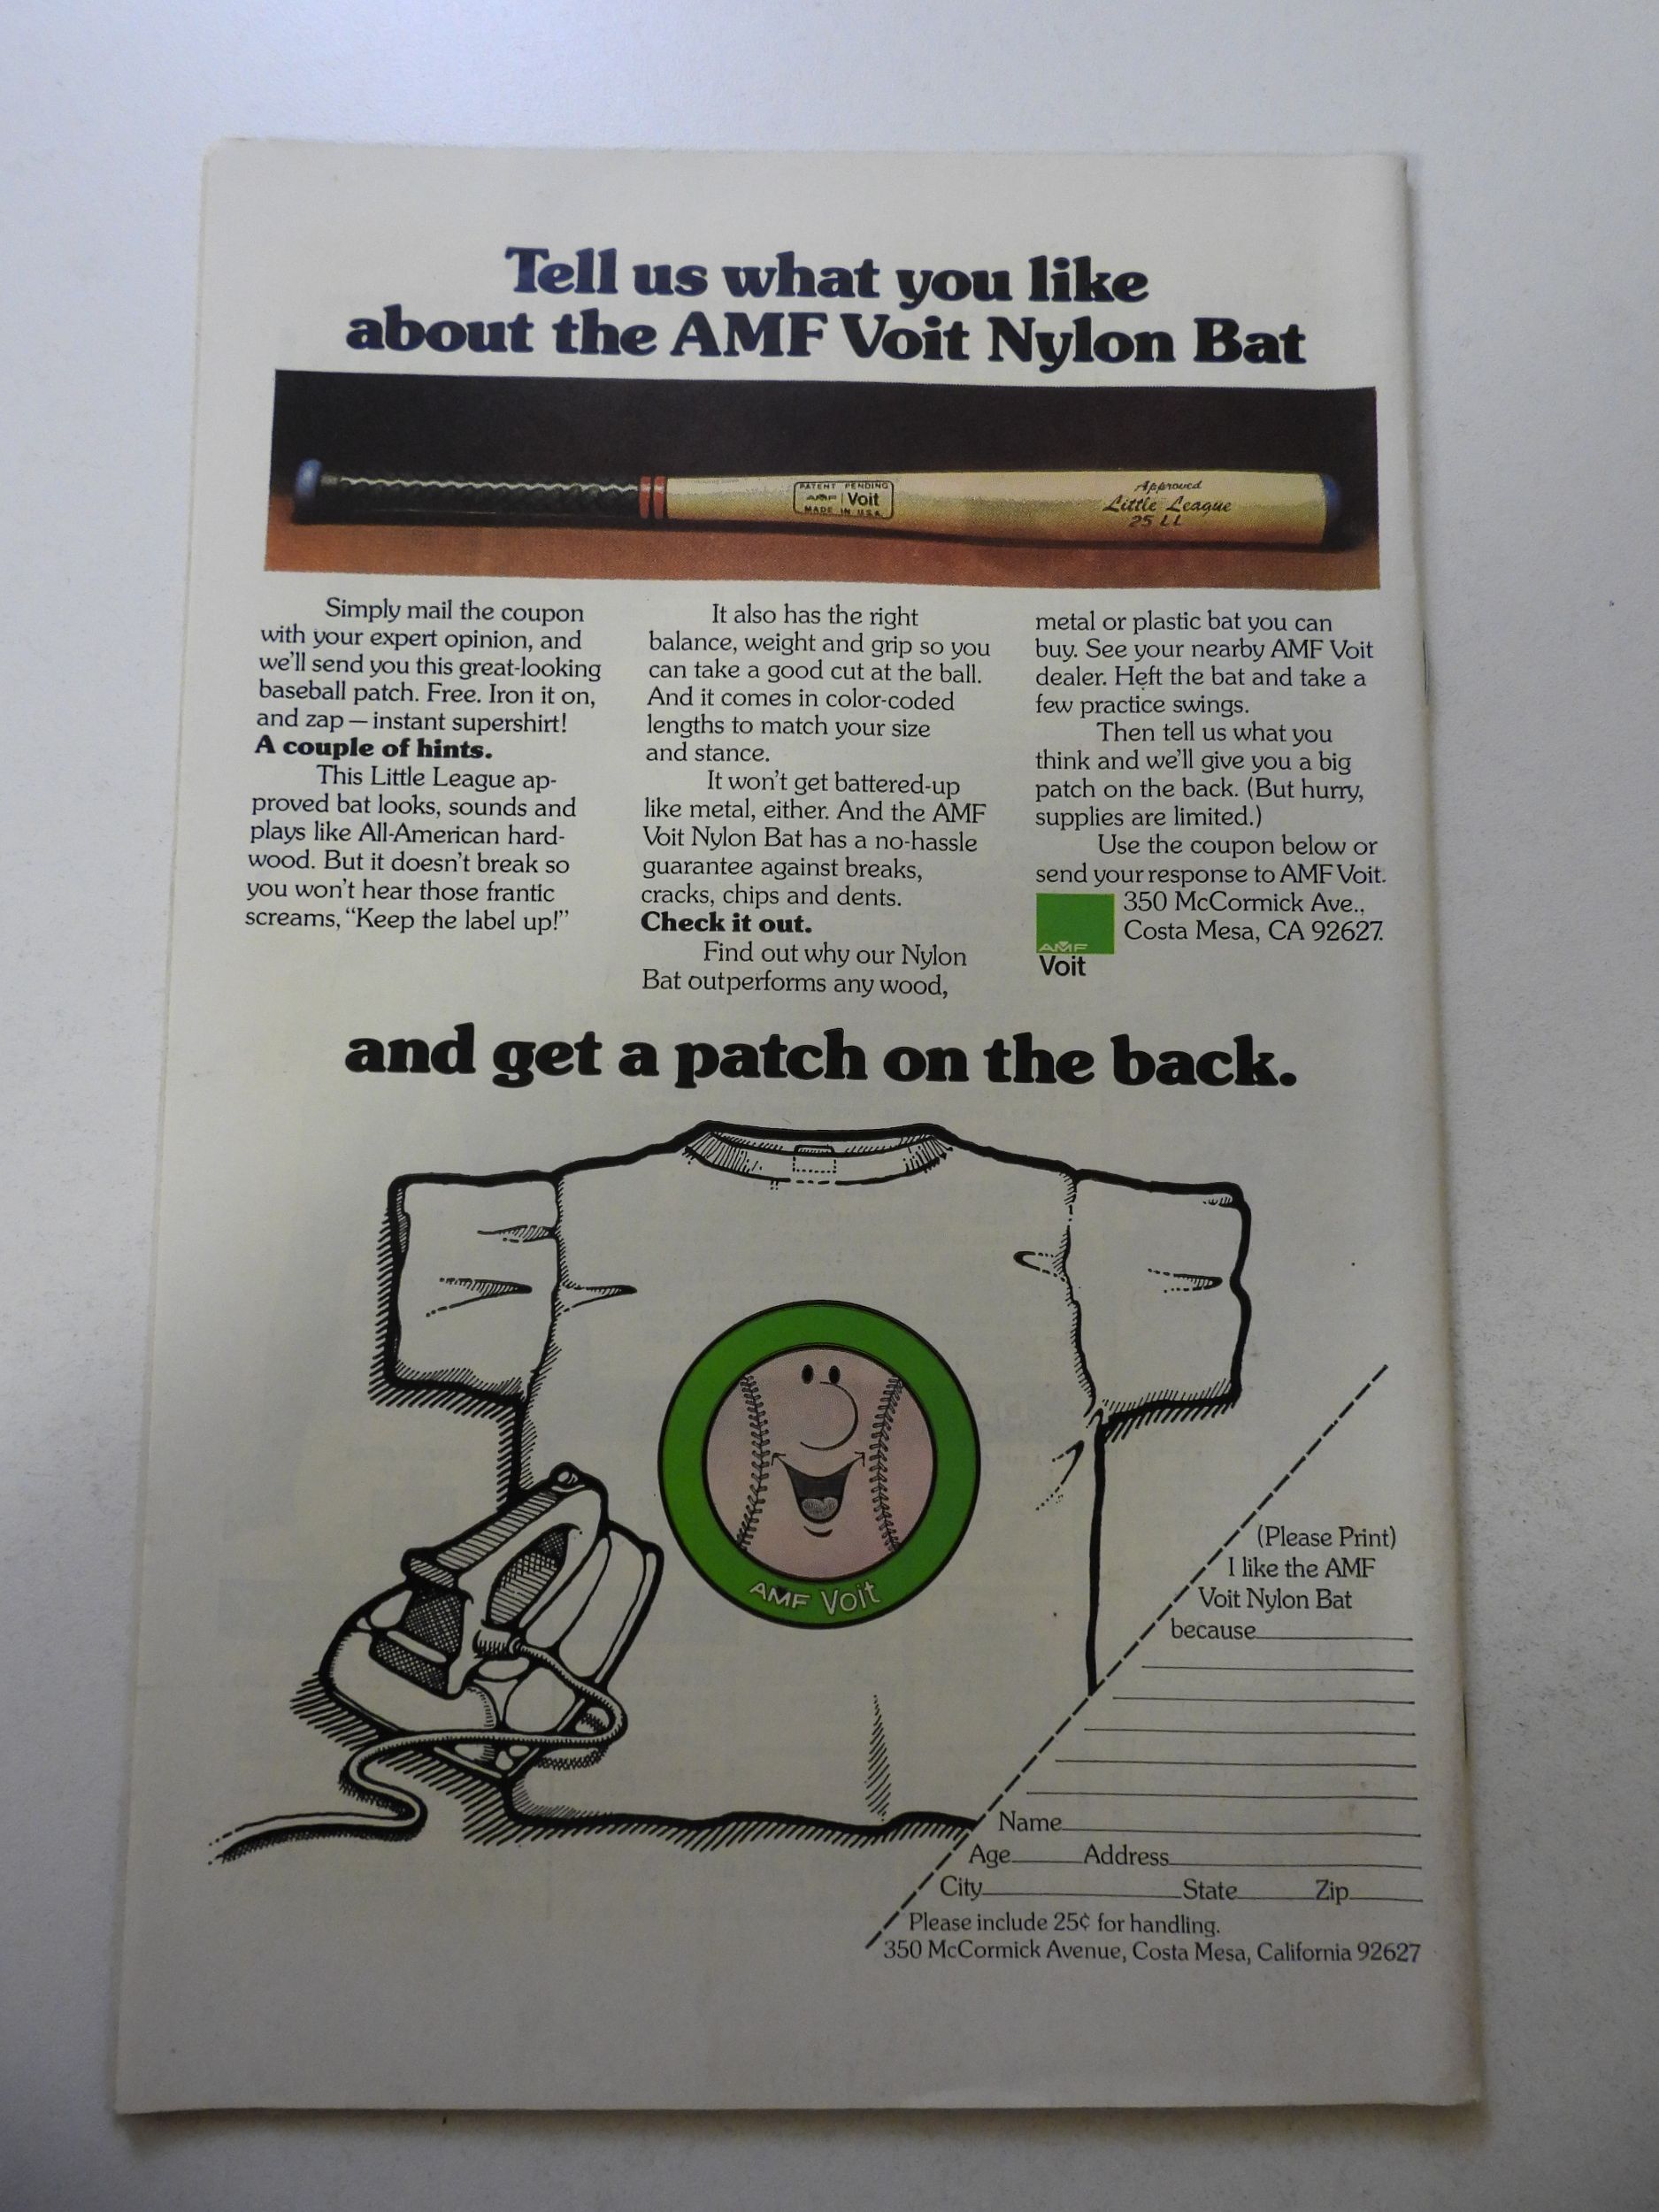 Tell us what you like
about the AMF Voit Nylon Bat
PATENT PENDING
AMF Voit
MADE IN U.S.A.
Approved
Little League
25 LL
Simply mail the coupon
with your expert opinion, and
we'll send you this great-looking
baseball patch. Free. Iron it on,
and zap — instant supershirt!
A couple of hints.
This Little League ap-
proved bat looks, sounds and
plays like All-American hard-
wood. But it doesn't break so
you won't hear those frantic
screams, "Keep the label up!"
It also has the right
balance, weight and grip so you
can take a good cut at the ball.
And it comes in color-coded
lengths to match your size
and stance.
It won't get battered-up
like metal, either. And the AMF
Voit Nylon Bat has a no-hassle
guarantee against breaks,
cracks, chips and dents.
Check it out.
Find out why our Nylon
Bat outperforms any wood,
metal or plastic bat you can
buy. See your nearby AMF Voit
dealer. Heft the bat and take a
few practice swings.
Then tell us what you
think and we'll give you a big
patch on the back. (But hurry,
supplies are limited.)
Use the coupon below or
send your response to AMF Voit.
350 McCormick Ave.,
Costa Mesa, CA 92627.
AMF
Voit
and get a patch on the back.
AMF Voit
(Please Print)
I like the AMF
Voit Nylon Bat
because
Name
Age Address
City State Zip
Please include 25¢ for handling.
350 McCormick Avenue, Costa Mesa, California 92627